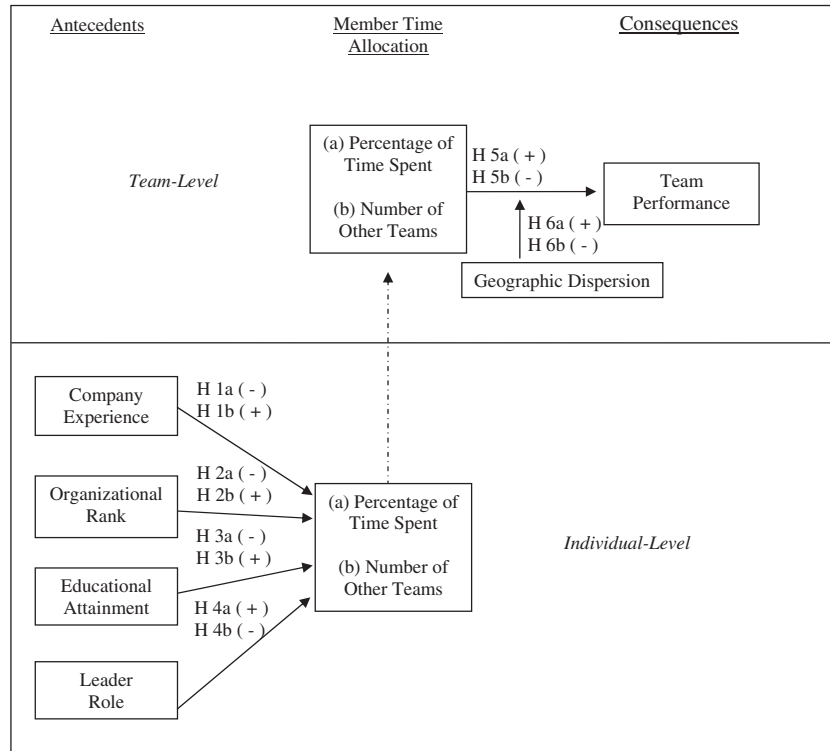 Antecedents
Member Time
Allocation
Consequences
Team-Level
(a) Percentage of
Time Spent
(b) Number of
Other Teams
H 5a ( + )
H 5b ( - )
Team
Performance
H 6a ( + )
H 6b ( - )
Geographic Dispersion
Company
Experience
H 1a ( - )
H 1b ( + )
Organizational
Rank
H 2a ( - )
H 2b ( + )
(a) Percentage of
Time Spent
(b) Number of
Other Teams
Individual-Level
H 3a ( - )
H 3b ( + )
Educational
Attainment
H 4a ( + )
H 4b ( - )
Leader
Role